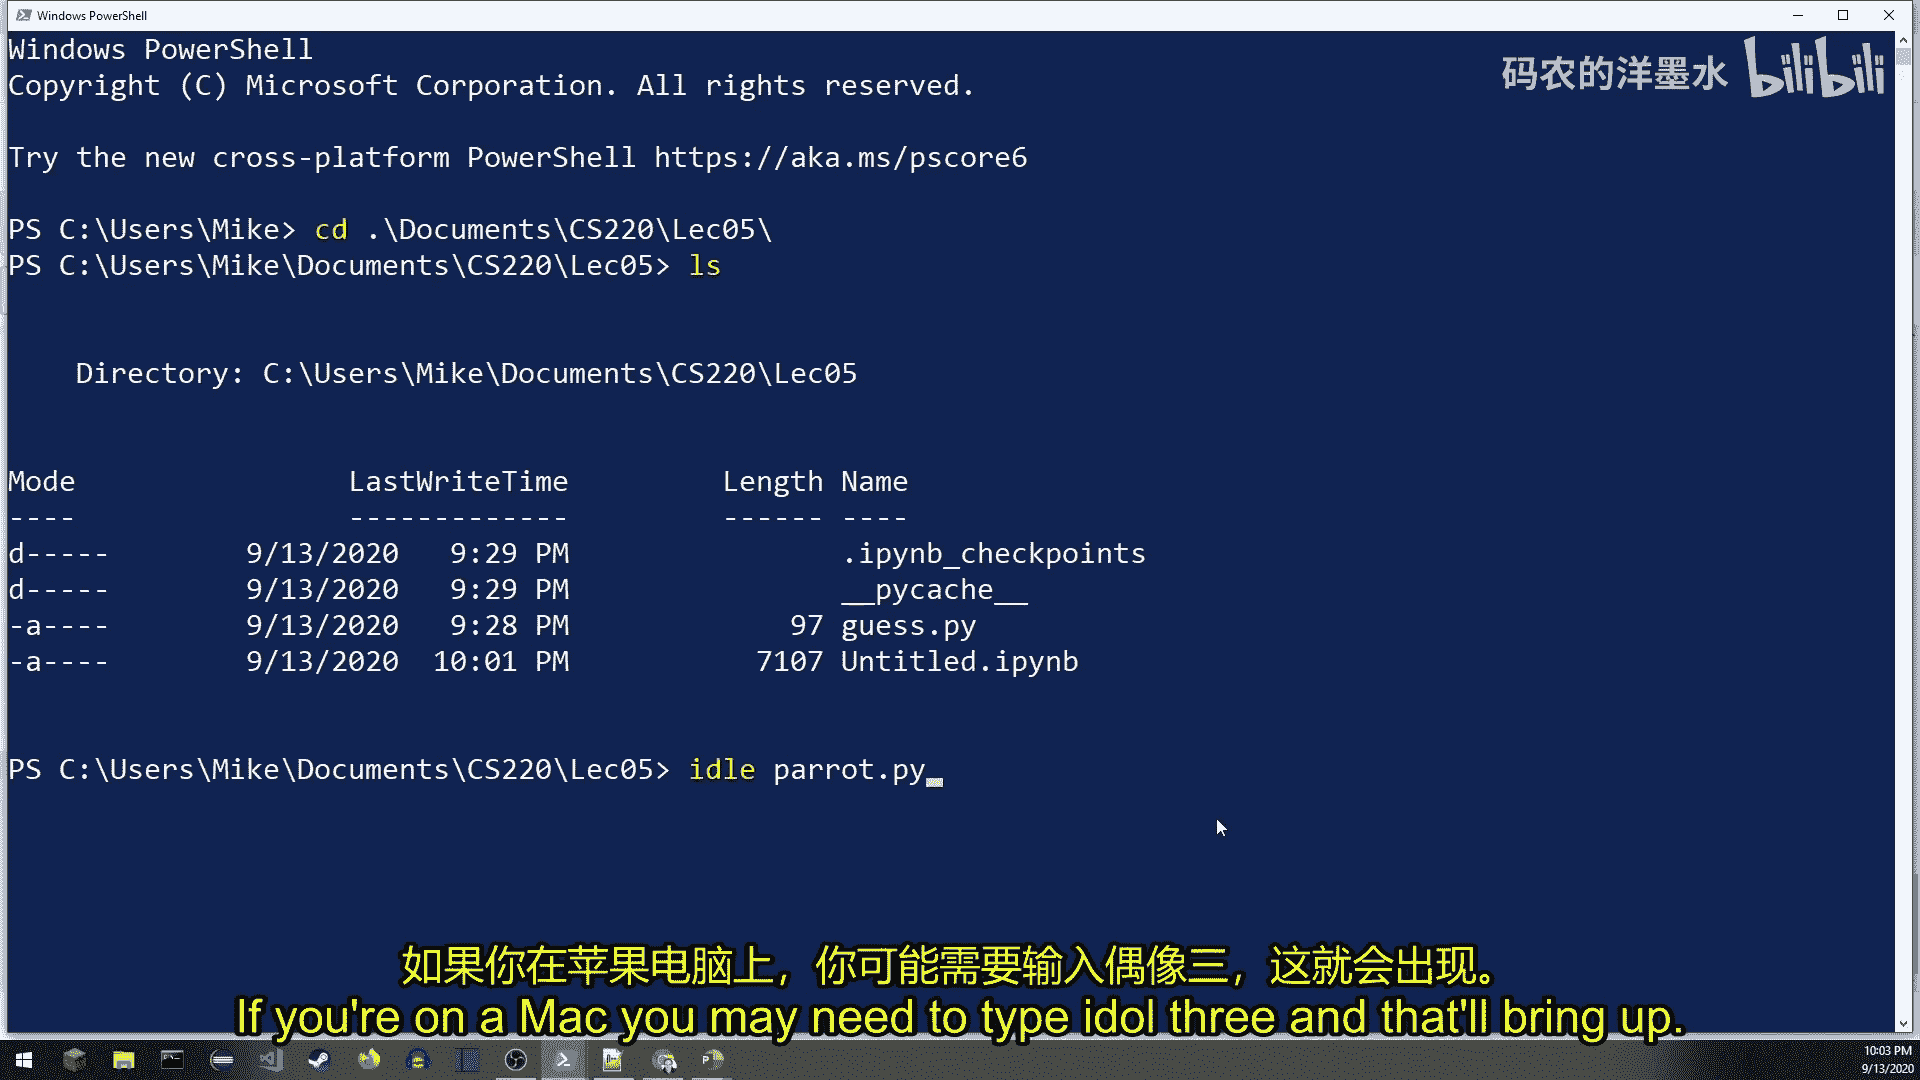 Windows PowerShell
Windows PowerShell
Copyright (C) Microsoft Corporation. All rights reserved.
码农的洋墨水 bilibili
Try the new cross-platform PowerShell https://aka.ms/pscore6
PS C:\Users\Mike> cd .\Documents\CS220\Lec05\
PS C:\Users\Mike\Documents\CS220\Lec05> ls
Directory: C:\Users\Mike\Documents\CS220\Lec05
Mode LastWriteTime Length Name
---- ------------- ------ ----
d----- 9/13/2020 9:29 PM .ipynb_checkpoints
d----- 9/13/2020 9:29 PM __pycache__
-a---- 9/13/2020 9:28 PM 97 guess.py
-a---- 9/13/2020 10:01 PM 7107 Untitled.ipynb
PS C:\Users\Mike\Documents\CS220\Lec05> idle parrot.py
如果你在苹果电脑上，你可能需要输入偶像三，这就会出现。
If you're on a Mac you may need to type idol three and that'll bring up.
10:03 PM
9/13/2020